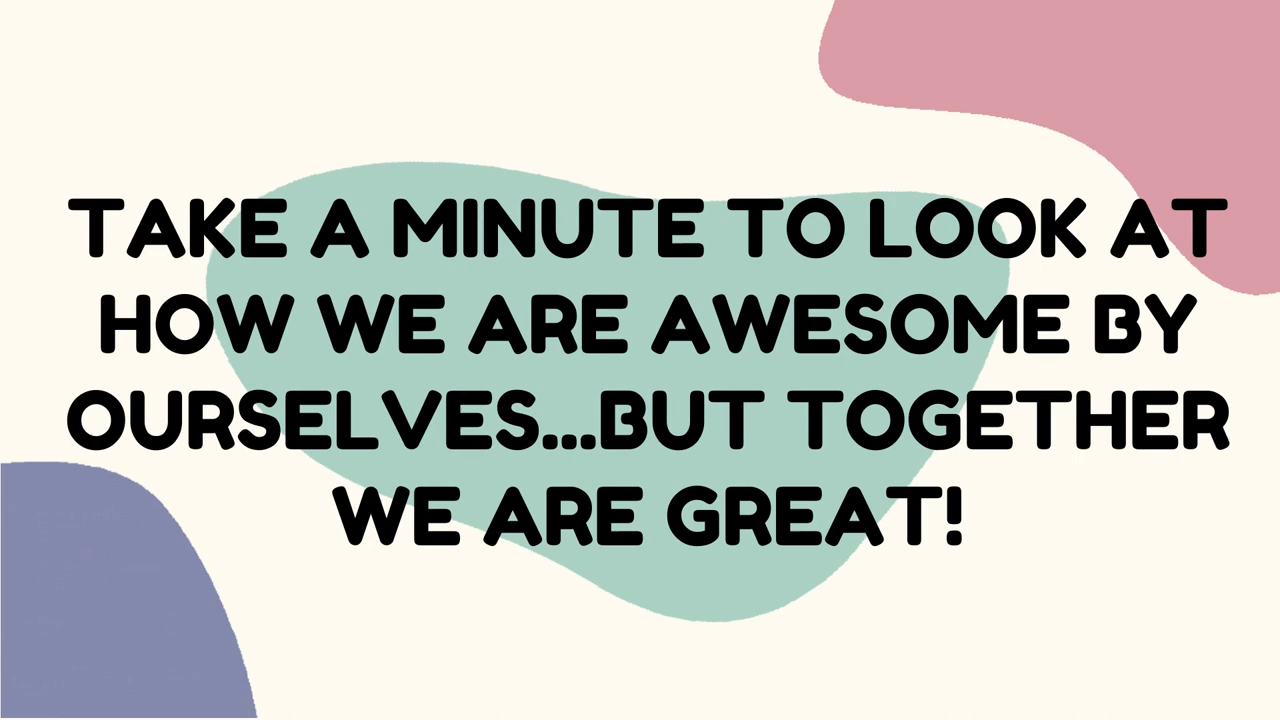 TAKE A MINUTE TO LOOK AT
HOW WE ARE AWESOME BY
OURSELVES...BUT TOGETHER
WE ARE GREAT!